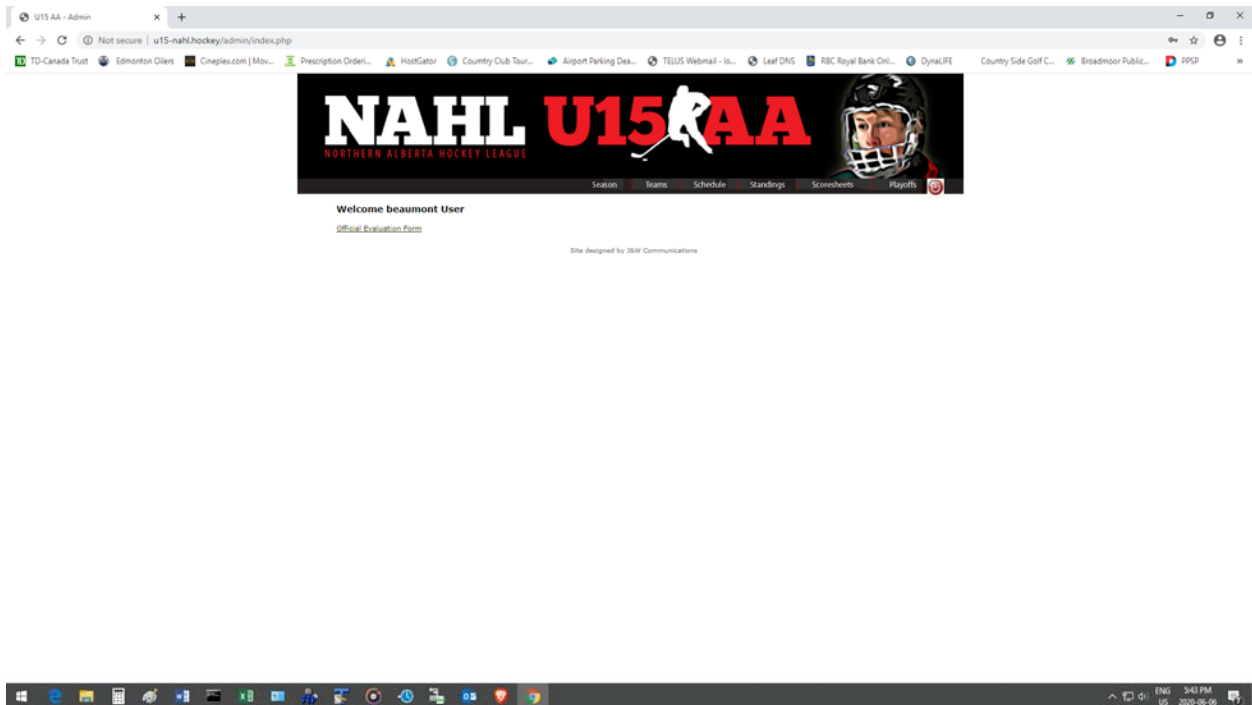 U15 AA - Admin
Not secure | u15-nahl.hockey/admin/index.php
TD-Canada Trust Edmonton Oilers Cineplex.com | Mov... Prescription Orderi... HostGator Country Club Tour... Airport Parking Dea... TELUS Webmail - lo... Leaf DNS RBC Royal Bank Onl... DynaLIFE Country Side Golf C... Broadmoor Public... PPSP »
NAHL U15 AA
NORTHERN ALBERTA HOCKEY LEAGUE
Season Teams Schedule Standings Scoresheets Playoffs
Welcome beaumont User
Official Evaluation Form
Site designed by J&W Communications
ENG 5:43 PM
US 2020-06-06